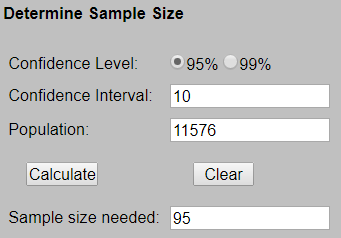 Determine Sample Size
Confidence Level: 95% 99%
Confidence Interval: 10
Population: 11576
Calculate Clear
Sample size needed: 95